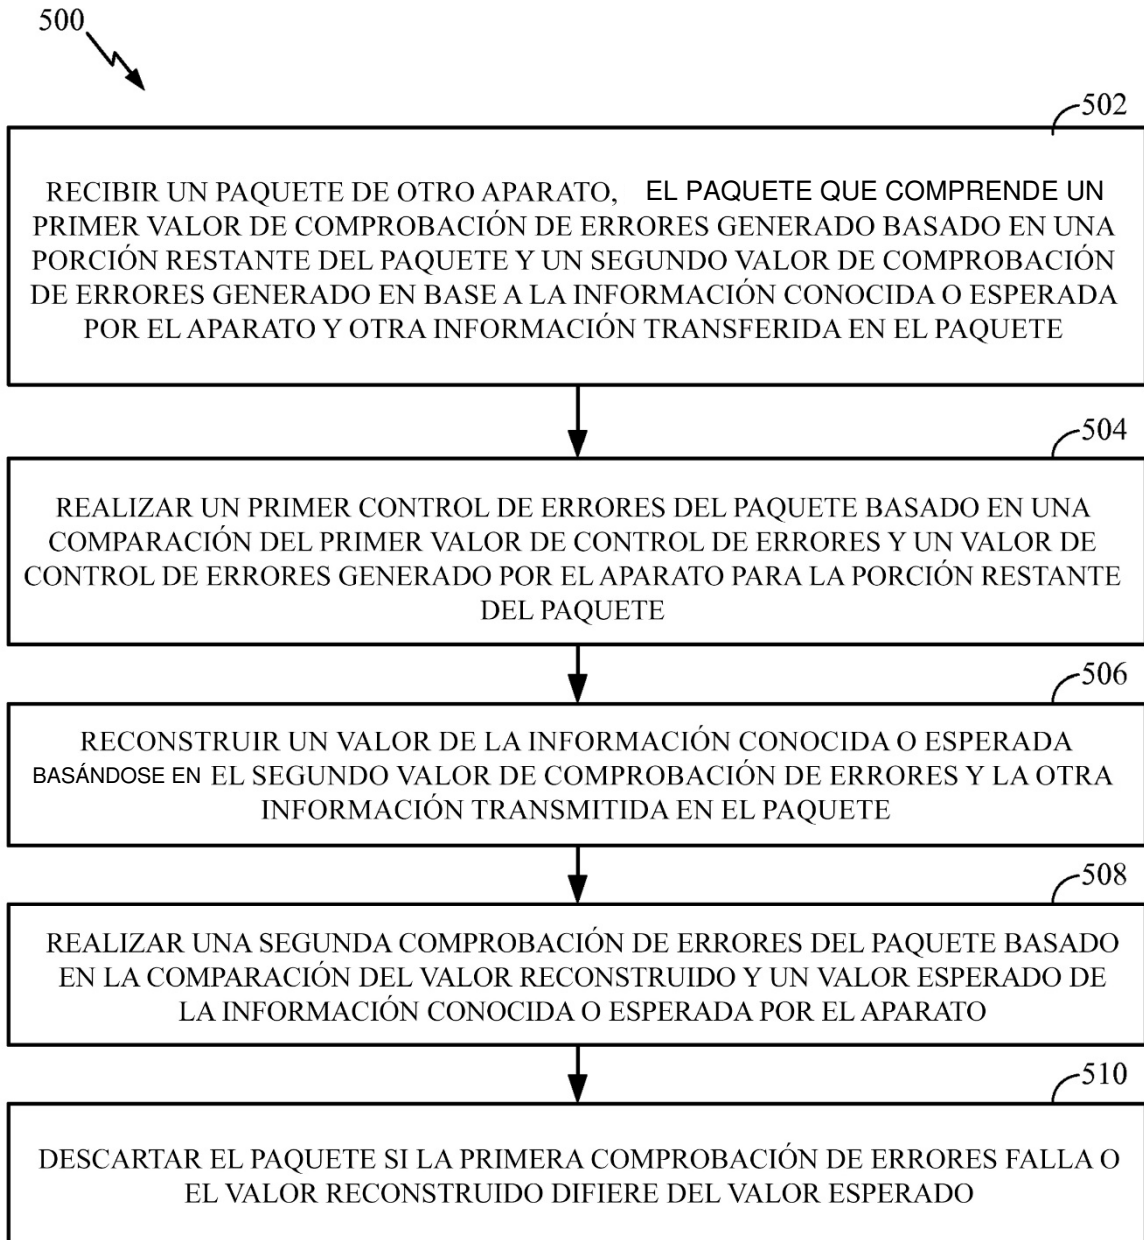 500
502
RECIBIR UN PAQUETE DE OTRO APARATO, EL PAQUETE QUE COMPRENDE UN
PRIMER VALOR DE COMPROBACIÓN DE ERRORES GENERADO BASADO EN UNA
PORCIÓN RESTANTE DEL PAQUETE Y UN SEGUNDO VALOR DE COMPROBACIÓN
DE ERRORES GENERADO EN BASE A LA INFORMACIÓN CONOCIDA O ESPERADA
POR EL APARATO Y OTRA INFORMACIÓN TRANSFERIDA EN EL PAQUETE
504
REALIZAR UN PRIMER CONTROL DE ERRORES DEL PAQUETE BASADO EN UNA
COMPARACIÓN DEL PRIMER VALOR DE CONTROL DE ERRORES Y UN VALOR DE
CONTROL DE ERRORES GENERADO POR EL APARATO PARA LA PORCIÓN RESTANTE
DEL PAQUETE
506
RECONSTRUIR UN VALOR DE LA INFORMACIÓN CONOCIDA O ESPERADA
BASÁNDOSE EN EL SEGUNDO VALOR DE COMPROBACIÓN DE ERRORES Y LA OTRA
INFORMACIÓN TRANSMITIDA EN EL PAQUETE
508
REALIZAR UNA SEGUNDA COMPROBACIÓN DE ERRORES DEL PAQUETE BASADO
EN LA COMPARACIÓN DEL VALOR RECONSTRUIDO Y UN VALOR ESPERADO DE
LA INFORMACIÓN CONOCIDA O ESPERADA POR EL APARATO
510
DESCARTAR EL PAQUETE SI LA PRIMERA COMPROBACIÓN DE ERRORES FALLA O
EL VALOR RECONSTRUIDO DIFIERE DEL VALOR ESPERADO